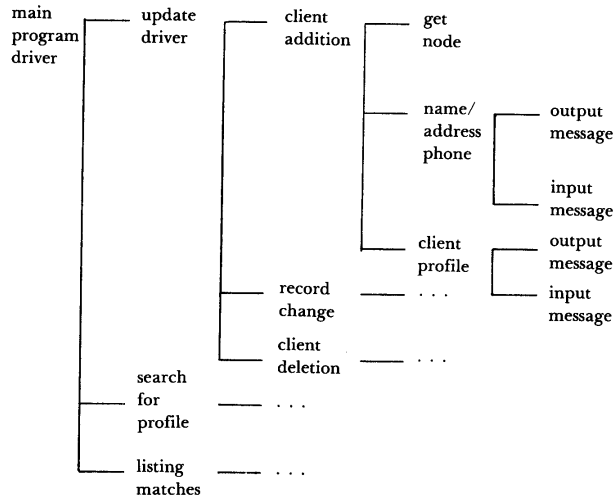 main
program
driver
update
driver
client
addition
get
node
name/
address
phone
output
message
input
message
client
profile
output
message
input
message
record
change
. . .
client
deletion
. . .
search
for
profile
. . .
listing
matches
. . .